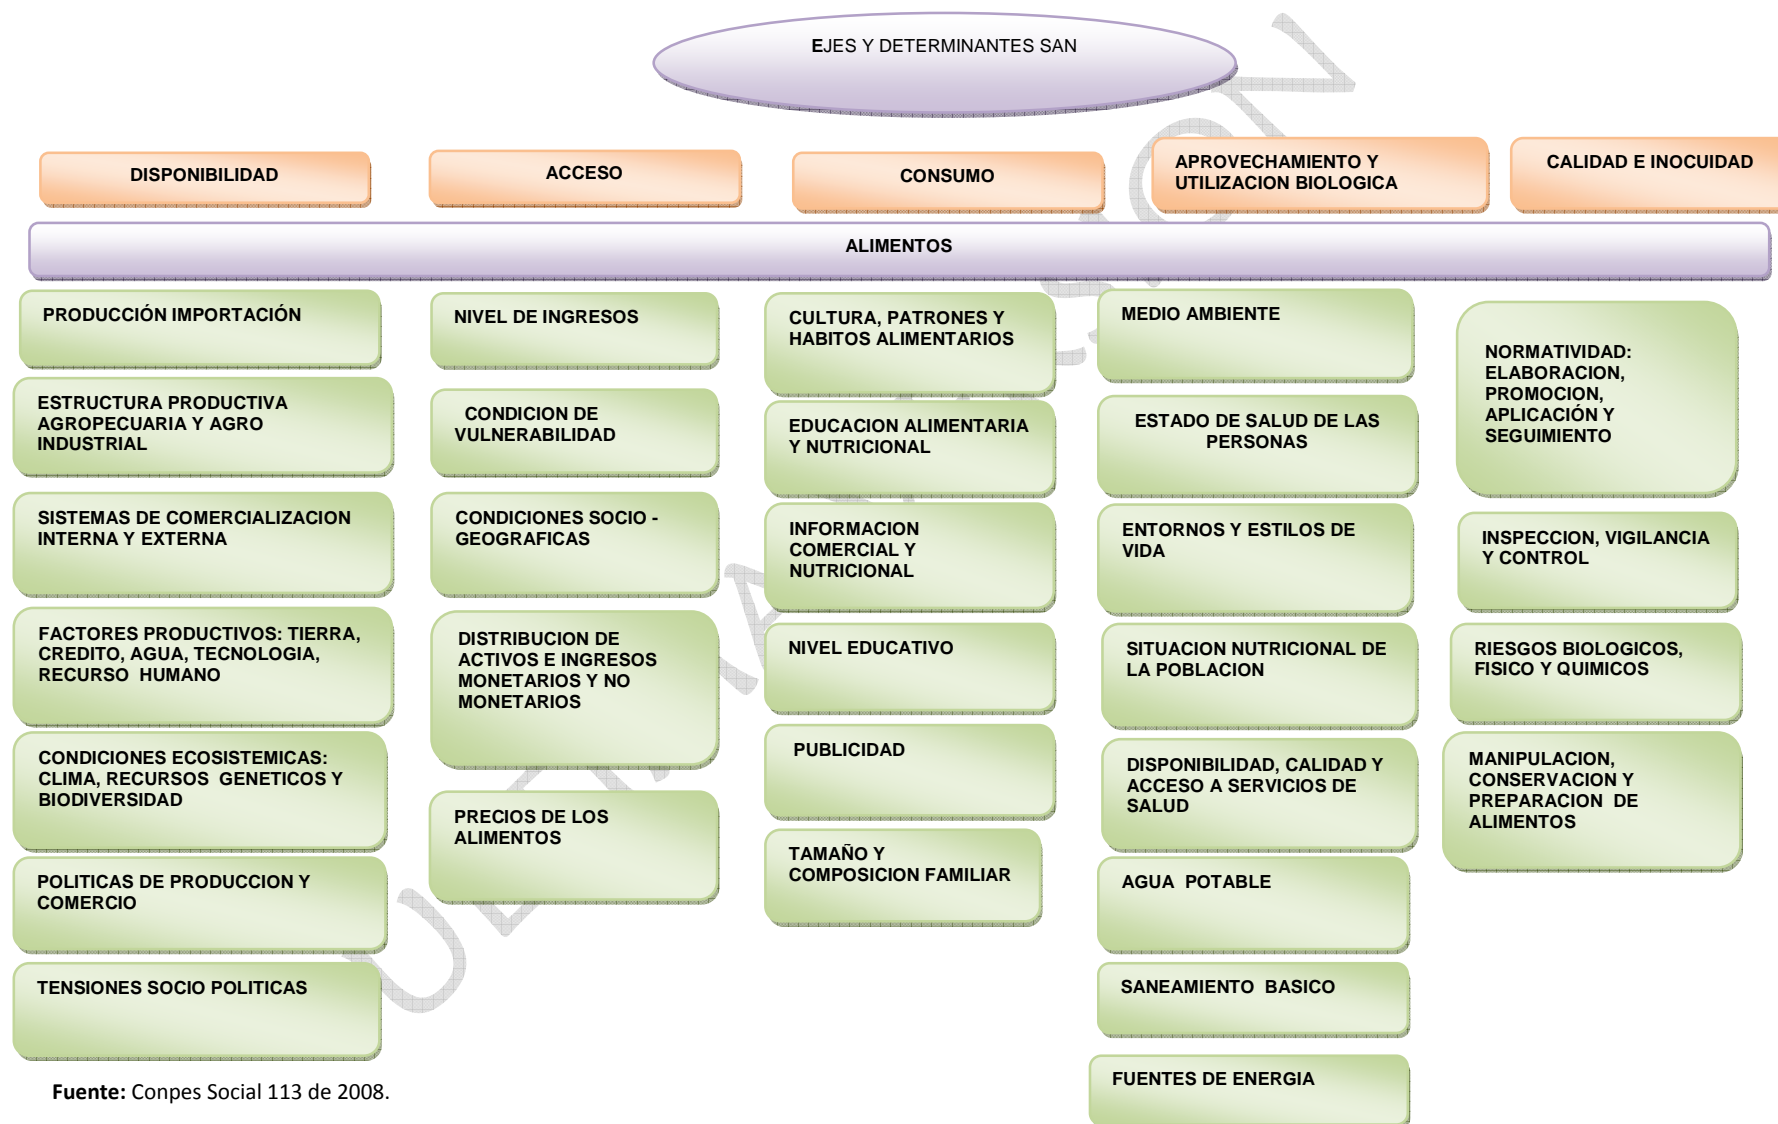 EJES Y DETERMINANTES SAN
DISPONIBILIDAD
ACCESO
CONSUMO
APROVECHAMIENTO Y
UTILIZACION BIOLOGICA
CALIDAD E INOCUIDAD
ALIMENTOS
PRODUCCIÓN IMPORTACIÓN
ESTRUCTURA PRODUCTIVA
AGROPECUARIA Y AGRO
INDUSTRIAL
SISTEMAS DE COMERCIALIZACION
INTERNA Y EXTERNA
FACTORES PRODUCTIVOS: TIERRA,
CREDITO, AGUA, TECNOLOGIA,
RECURSO HUMANO
CONDICIONES ECOSISTEMICAS:
CLIMA, RECURSOS GENETICOS Y
BIODIVERSIDAD
POLITICAS DE PRODUCCION Y
COMERCIO
TENSIONES SOCIO POLITICAS
NIVEL DE INGRESOS
CONDICION DE
VULNERABILIDAD
CONDICIONES SOCIO -
GEOGRAFICAS
DISTRIBUCION DE
ACTIVOS E INGRESOS
MONETARIOS Y NO
MONETARIOS
PRECIOS DE LOS
ALIMENTOS
CULTURA, PATRONES Y
HABITOS ALIMENTARIOS
EDUCACION ALIMENTARIA
Y NUTRICIONAL
INFORMACION
COMERCIAL Y
NUTRICIONAL
NIVEL EDUCATIVO
PUBLICIDAD
TAMAÑO Y
COMPOSICION FAMILIAR
MEDIO AMBIENTE
ESTADO DE SALUD DE LAS
PERSONAS
ENTORNOS Y ESTILOS DE
VIDA
SITUACION NUTRICIONAL DE
LA POBLACION
DISPONIBILIDAD, CALIDAD Y
ACCESO A SERVICIOS DE
SALUD
AGUA POTABLE
SANEAMIENTO BASICO
FUENTES DE ENERGIA
NORMATIVIDAD:
ELABORACION,
PROMOCION,
APLICACIÓN Y
SEGUIMIENTO
INSPECCION, VIGILANCIA
Y CONTROL
RIESGOS BIOLOGICOS,
FISICO Y QUIMICOS
MANIPULACION,
CONSERVACION Y
PREPARACION DE
ALIMENTOS
Fuente: Conpes Social 113 de 2008.